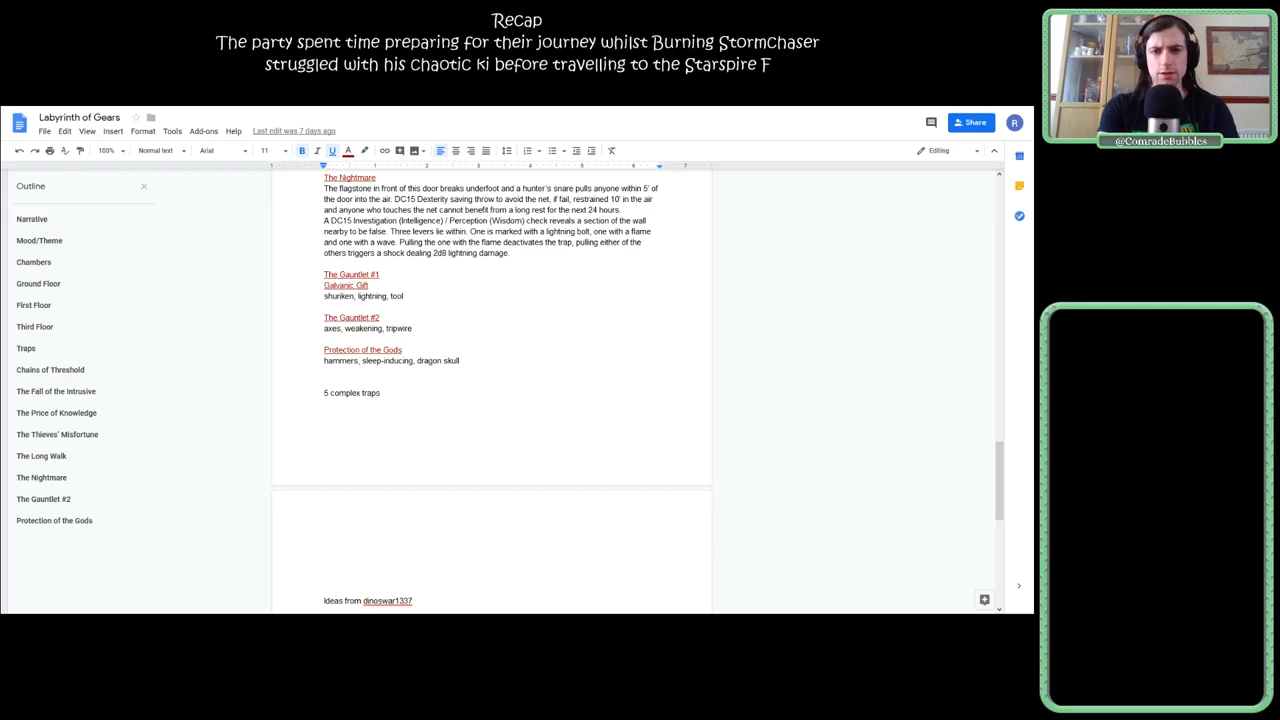 Recap
The party spent time preparing for their journey whilst Burning Stormchaser
struggled with his chaotic ki before travelling to the Starspire F
Labyrinth of Gears
File Edit View Insert Format Tools Add-ons Help Last edit was 7 days ago
Share
R
@ComradeBubbles
100% Normal text Arial 11 B I U A Editing
1 1 2 3 4 5 6 7
Outline
Narrative
Mood/Theme
Chambers
Ground Floor
First Floor
Third Floor
Traps
Chains of Threshold
The Fall of the Intrusive
The Price of Knowledge
The Thieves' Misfortune
The Long Walk
The Nightmare
The Gauntlet #2
Protection of the Gods
The Nightmare
The flagstone in front of this door breaks underfoot and a hunter's snare pulls anyone within 5' of
the door into the air. DC15 Dexterity saving throw to avoid the net, if fail, restrained 10' in the air
and anyone who touches the net cannot benefit from a long rest for the next 24 hours.
A DC15 Investigation (Intelligence) / Perception (Wisdom) check reveals a section of the wall
nearby to be false. Three levers lie within. One is marked with a lightning bolt, one with a flame
and one with a wave. Pulling the one with the flame deactivates the trap, pulling either of the
others triggers a shock dealing 2d8 lightning damage.
The Gauntlet #1
Galvanic Gift
shuriken, lightning, tool
The Gauntlet #2
axes, weakening, tripwire
Protection of the Gods
hammers, sleep-inducing, dragon skull
5 complex traps
Ideas from dinoswar1337